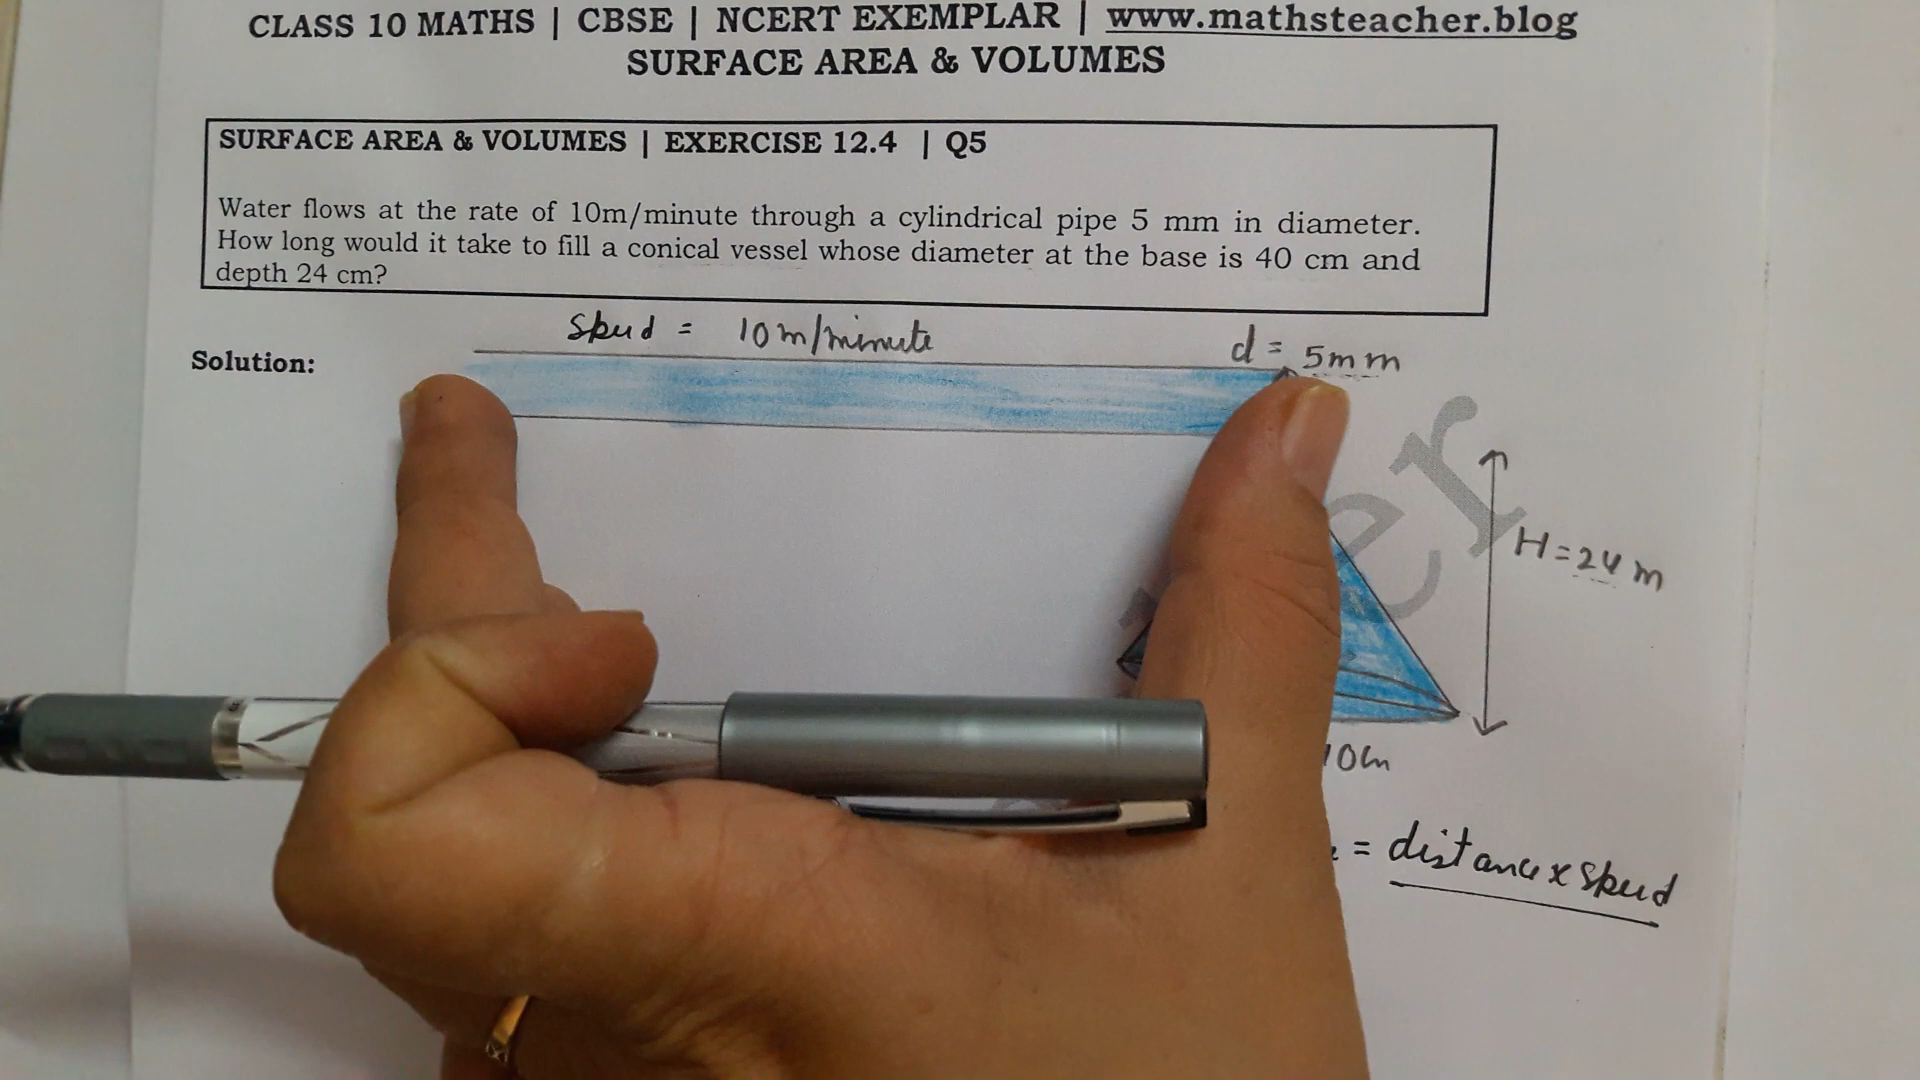 CLASS 10 MATHS | CBSE | NCERT EXEMPLAR | www.mathsteacher.blog
SURFACE AREA & VOLUMES
SURFACE AREA & VOLUMES | EXERCISE 12.4 | Q5
Water flows at the rate of 10m/minute through a cylindrical pipe 5 mm in diameter.
How long would it take to fill a conical vessel whose diameter at the base is 40 cm and
depth 24 cm?
Speed = 10m/minute
d = 5mm
Solution:
er
H=24 m
= distance x Speed